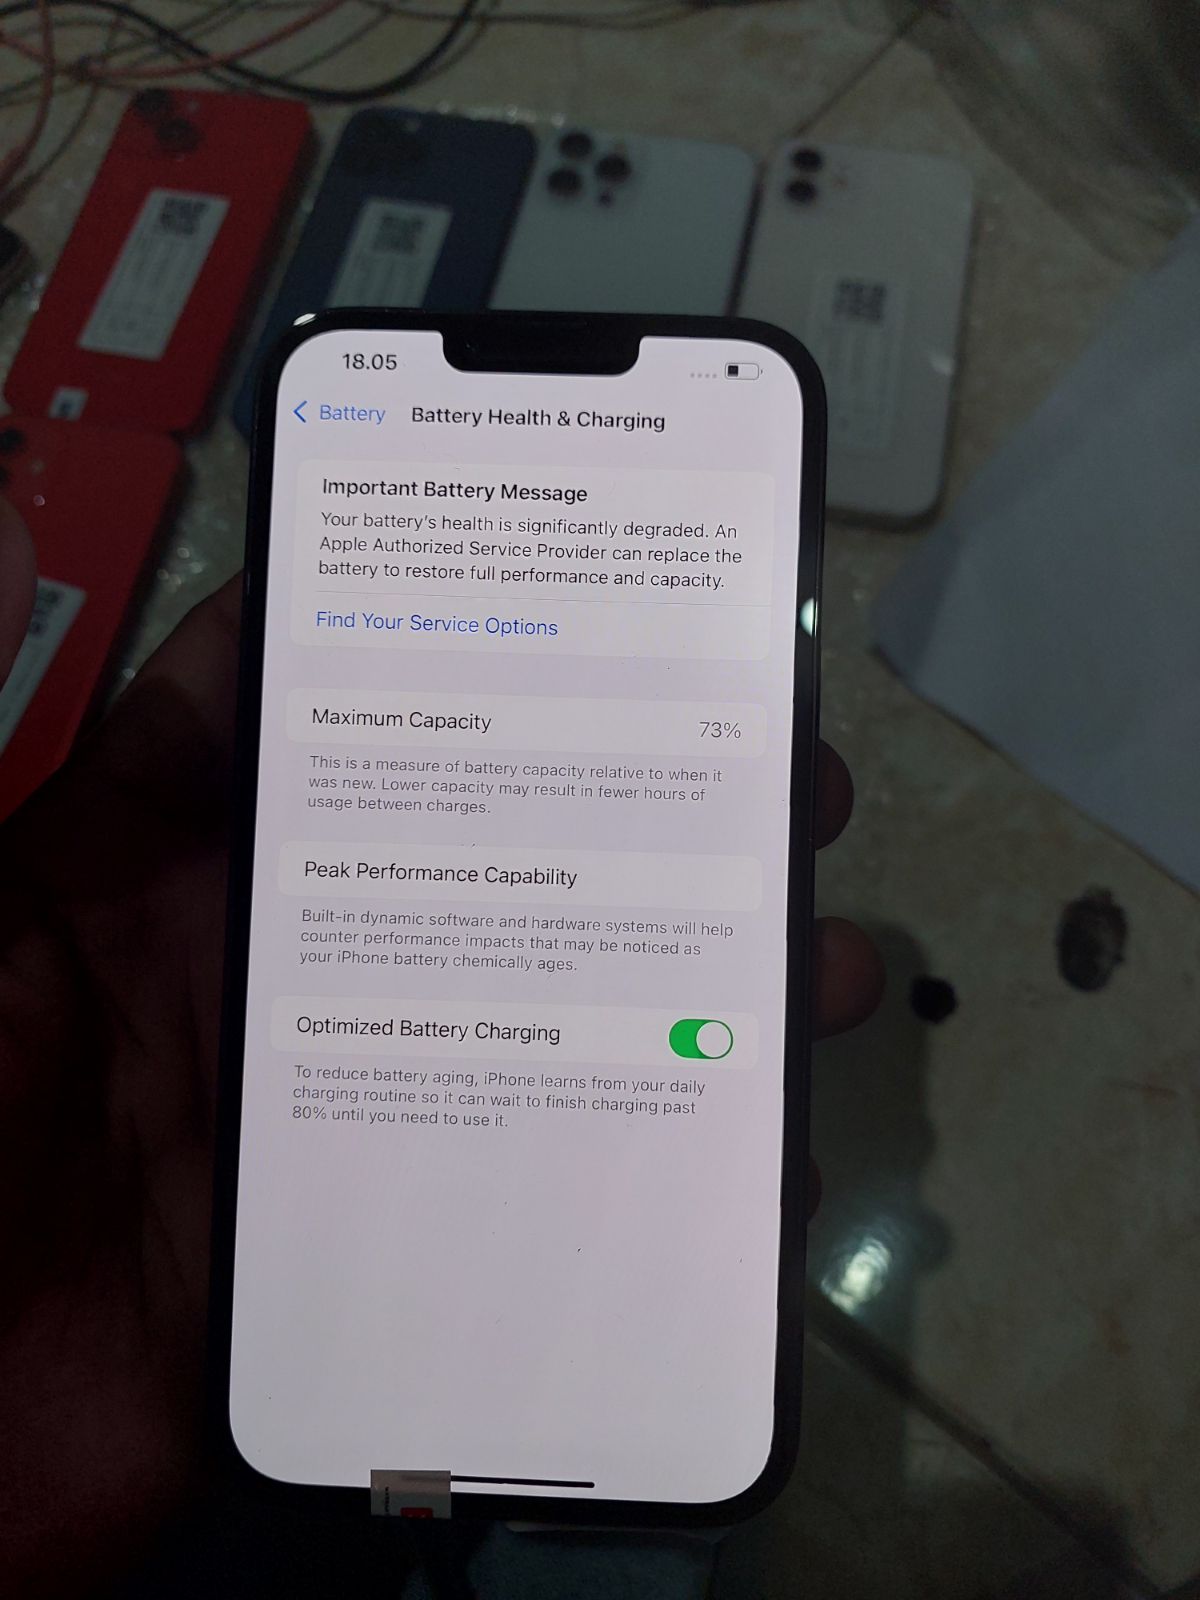 18.05
Battery
Battery Health & Charging
Important Battery Message
Your battery's health is significantly degraded. An
Apple Authorized Service Provider can replace the
battery to restore full performance and capacity.
Find Your Service Options
Maximum Capacity 73%
This is a measure of battery capacity relative to when it
was new. Lower capacity may result in fewer hours of
usage between charges.
Peak Performance Capability
Built-in dynamic software and hardware systems will help
counter performance impacts that may be noticed as
your iPhone battery chemically ages.
Optimized Battery Charging
To reduce battery aging, iPhone learns from your daily
charging routine so it can wait to finish charging past
80% until you need to use it.